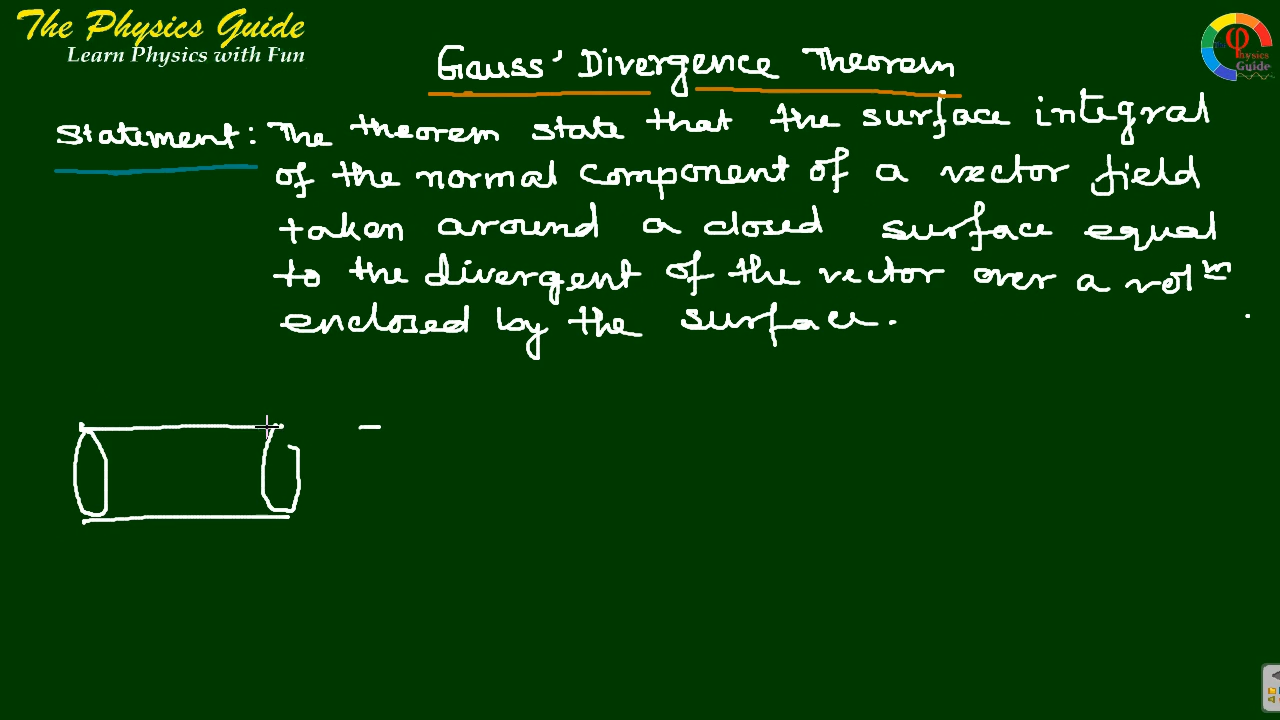 The Physics Guide
Learn Physics with Fun
Physics
Guide
Gauss' Divergence Theorem
Statement: The theorem state that the surface integral
of the normal component of a vector field
taken around a closed surface equal
to the divergent of the vector over a volm
enclosed by the surface.